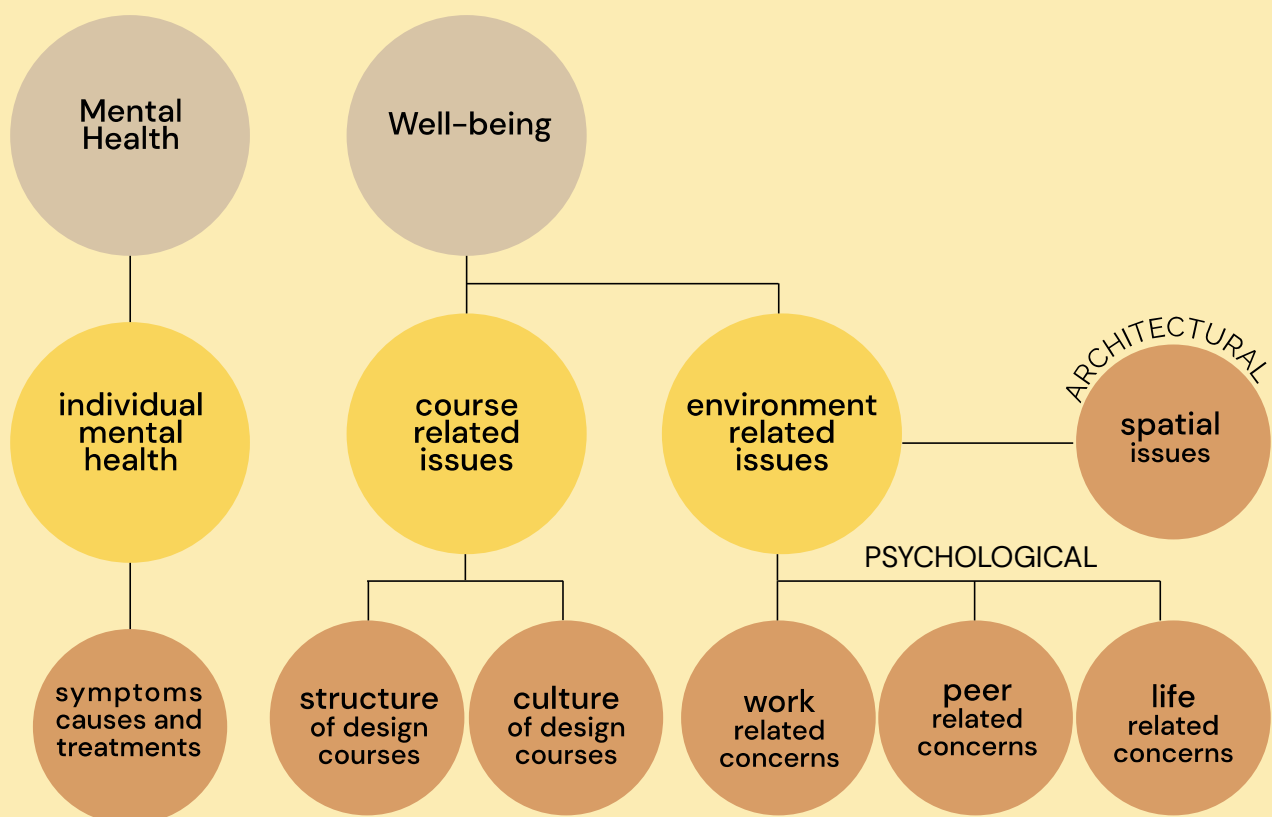 Mental
Health
Well-being
individual
mental
health
course
related
issues
environment
related
issues
ARCHITECTURAL
spatial
issues
PSYCHOLOGICAL
symptoms
causes and
treatments
structure
of design
courses
culture
of design
courses
work
related
concerns
peer
related
concerns
life
related
concerns